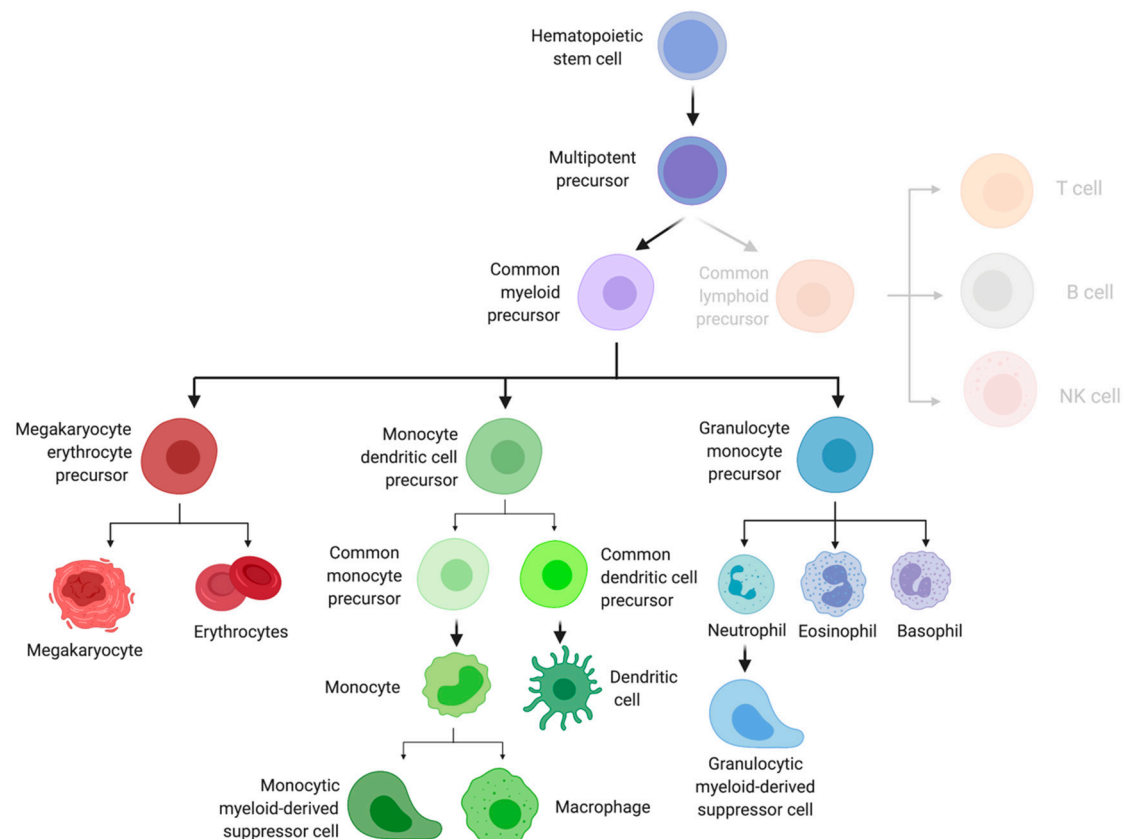 Hematopoietic
stem cell
Multipotent
precursor
T cell
Common
myeloid
precursor
Common
lymphoid
precursor
B cell
NK cell
Megakaryocyte
erythrocyte
precursor
Monocyte
dendritic cell
precursor
Granulocyte
monocyte
precursor
Common
monocyte
precursor
Common
dendritic cell
precursor
Megakaryocyte
Erythrocytes
Neutrophil
Eosinophil
Basophil
Monocyte
Dendritic
cell
Monocytic
myeloid-derived
suppressor cell
Macrophage
Granulocytic
myeloid-derived
suppressor cell